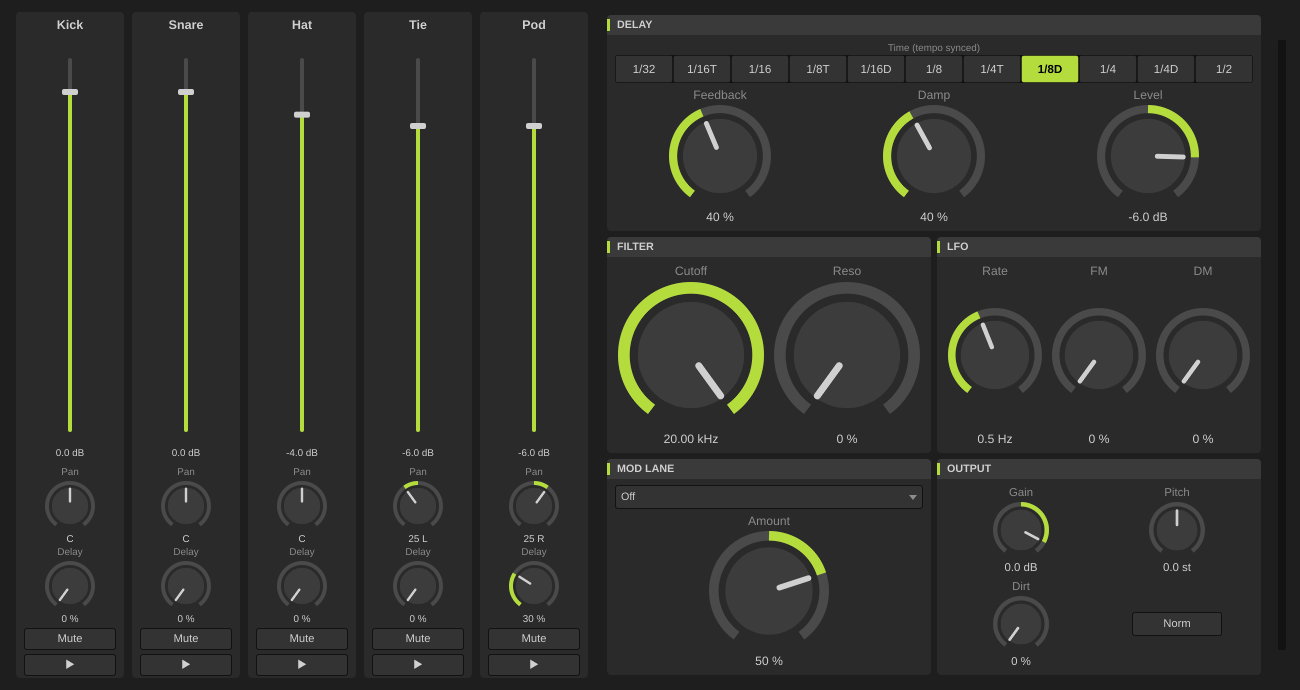 Kick
Snare
Hat
Tie
Pod
0.0 dB
0.0 dB
-4.0 dB
-6.0 dB
-6.0 dB
Pan
Pan
Pan
Pan
Pan
C
C
C
25 L
25 R
Delay
Delay
Delay
Delay
Delay
0 %
0 %
0 %
0 %
30 %
Mute
Mute
Mute
Mute
Mute
DELAY
Time (tempo synced)
1/32
1/16T
1/16
1/8T
1/16D
1/8
1/4T
1/8D
1/4
1/4D
1/2
Feedback
Damp
Level
40 %
40 %
-6.0 dB
FILTER
Cutoff
Reso
20.00 kHz
0 %
LFO
Rate
FM
DM
0.5 Hz
0 %
0 %
MOD LANE
Off
Amount
50 %
OUTPUT
Gain
Pitch
0.0 dB
0.0 st
Dirt
Norm
0 %